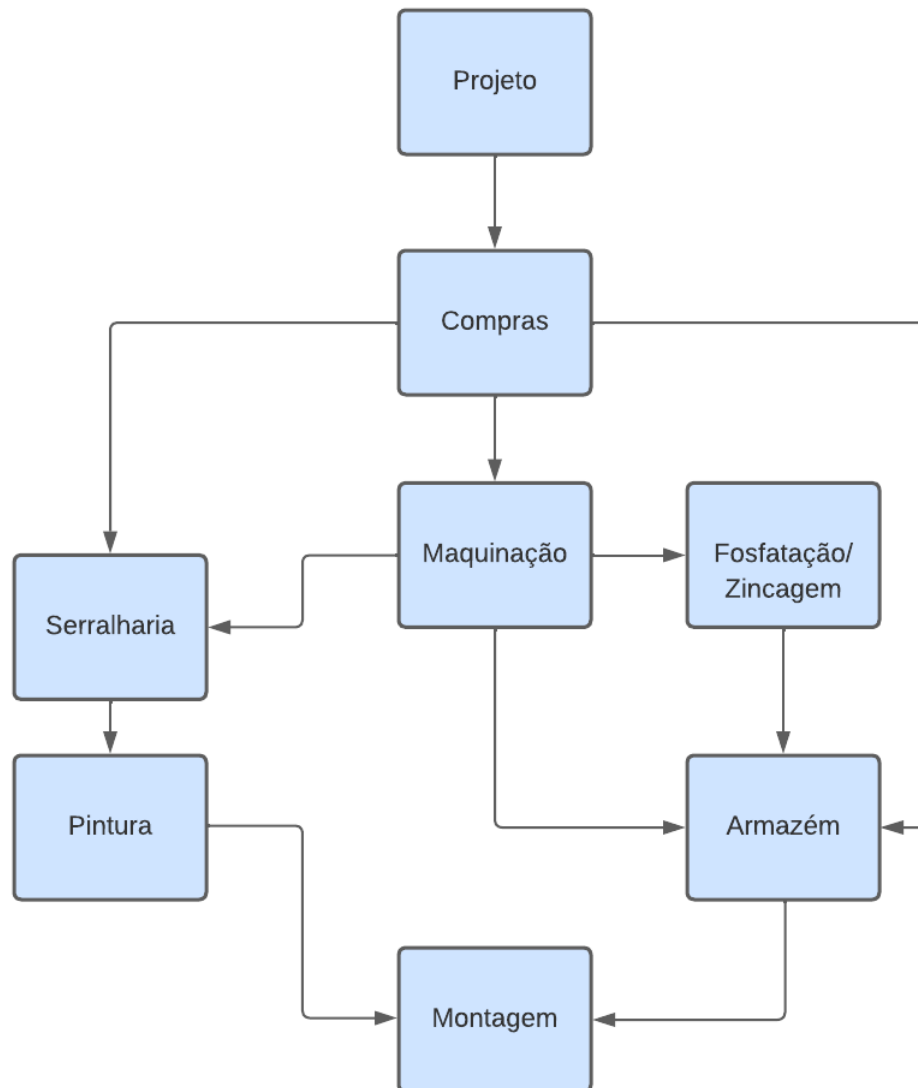 Projeto
Compras
Maquinação
Fosfatação/
Zincagem
Serralharia
Pintura
Armazém
Montagem